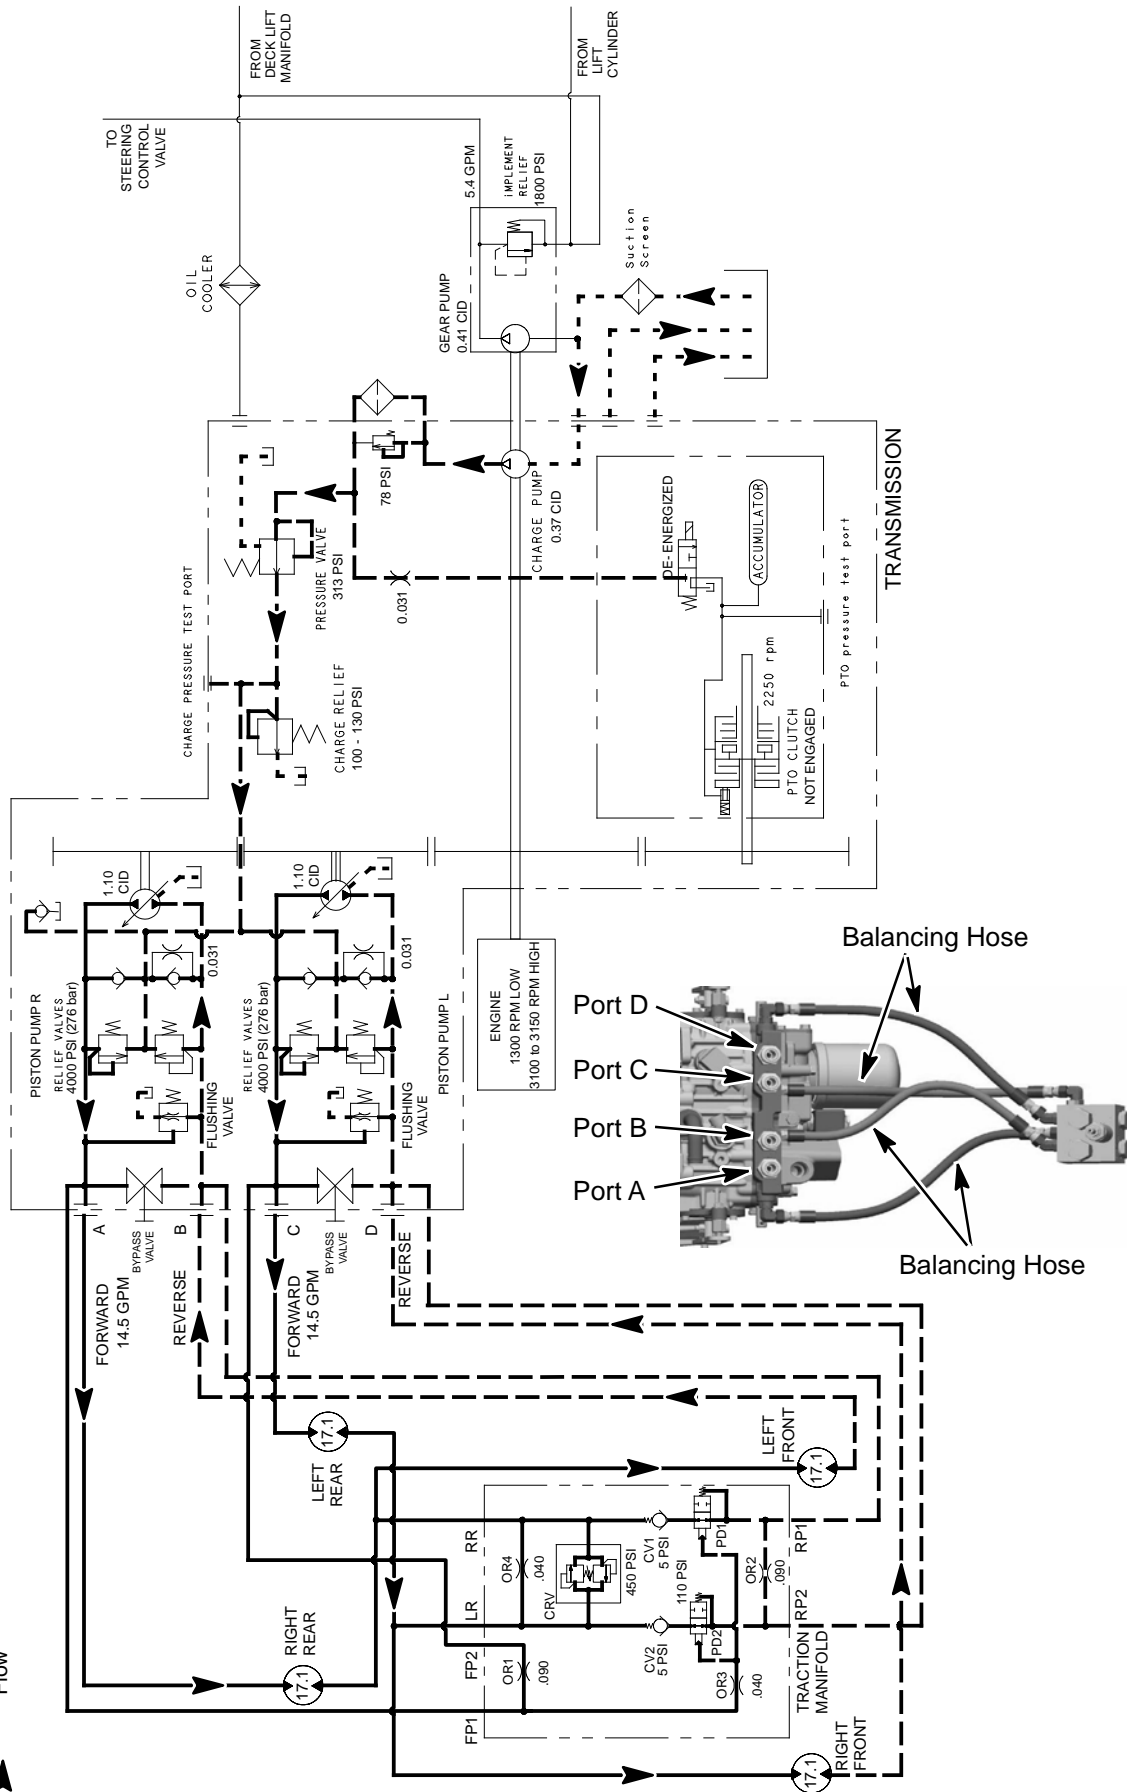 FROM
DECK LIFT
MANIFOLD
FROM
LIFT
CYLINDER
TO
STEERING
CONTROL
VALVE
5.4 GPM
iMPLEMENT
RELIEF
1800 PSI
OIL
COOLER
Suction
Screen
GEAR PUMP
0.41 CID
78 PSI
CHARGE PUMP
0.37 CID
TRANSMISSION
DE- ENERGIZED
ACCUMULATOR
PTO pressure test port
2250 rpm
PTO CLUTCH
NOT ENGAGED
CHARGE PRESSURE TEST PORT
PRESSURE VALVE
313 PSI
0.031
CHARGE RELIEF
100 - 130 PSI
1.10
CID
1.10
CID
PISTON PUMP R
RELIEF VALVES
4000 PSI (276 bar)
0.031
FLUSHING
VALVE
RELIEF VALVES
4000 PSI (276 bar)
0.031
FLUSHING
VALVE
PISTON PUMP L
ENGINE
1300 RPM LOW
3100 to 3150 RPM HIGH
Balancing Hose
Port D
Port C
Port B
Port A
Balancing Hose
A
BYPASS
VALVE
B
C
BYPASS
VALVE
D
FORWARD
14.5 GPM
REVERSE
FORWARD
14.5 GPM
REVERSE
17.1
LEFT
REAR
LEFT
FRONT
17.1
RR
OR4
.040
CRV
450 PSI
CV1
5 PSI
PD1
RP1
LR
110 PSI
OR2
.090
RIGHT
REAR
17.1
FP2
OR1
.090
CV2
5 PSI
PD2
RP2
OR3
.040
TRACTION
MANIFOLD
FP1
17.1
RIGHT
FRONT
Flow